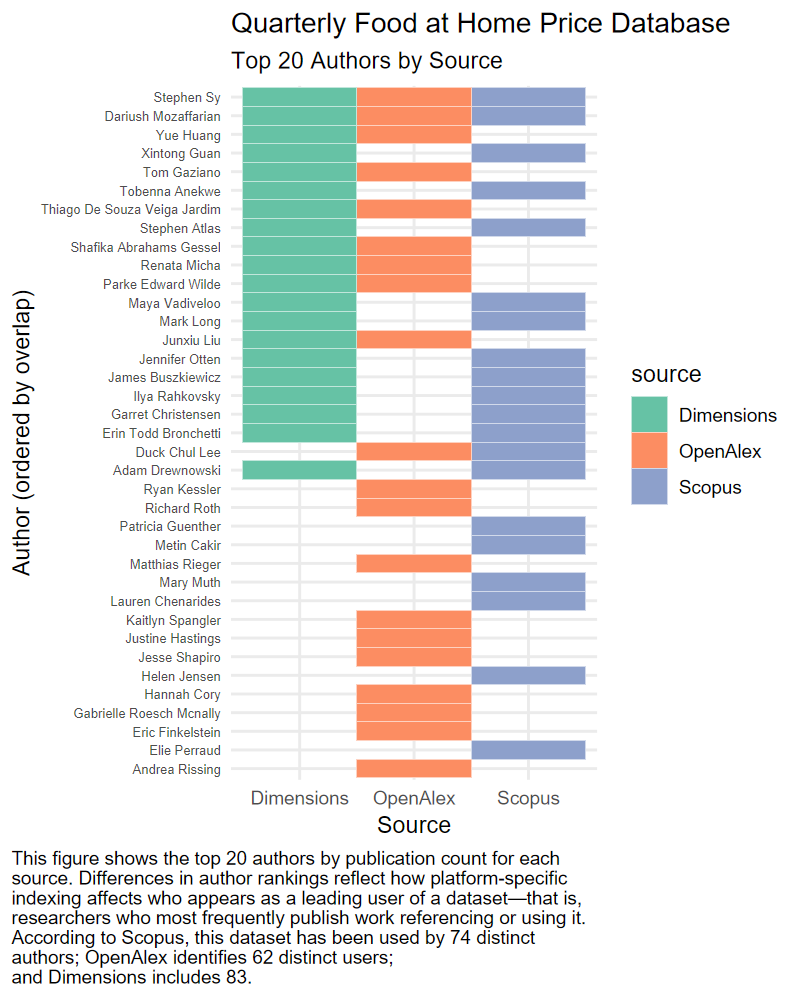 Quarterly Food at Home Price Database
Top 20 Authors by Source
Author (ordered by overlap)
Stephen Sy
Dariush Mozaffarian
Yue Huang
Xintong Guan
Tom Gaziano
Tobenna Anekwe
Thiago De Souza Veiga Jardim
Stephen Atlas
Shafika Abrahams Gessel
Renata Micha
Parke Edward Wilde
Maya Vadiveloo
Mark Long
Junxiu Liu
Jennifer Otten
James Buszkiewicz
Ilya Rahkovsky
Garret Christensen
Erin Todd Bronchetti
Duck Chul Lee
Adam Drewnowski
Ryan Kessler
Richard Roth
Patricia Guenther
Metin Cakir
Matthias Rieger
Mary Muth
Lauren Chenarides
Kaitlyn Spangler
Justine Hastings
Jesse Shapiro
Helen Jensen
Hannah Cory
Gabrielle Roesch Mcnally
Eric Finkelstein
Elie Perraud
Andrea Rissing
Dimensions
OpenAlex
Scopus
Source
source
Dimensions
OpenAlex
Scopus
This figure shows the top 20 authors by publication count for each
source. Differences in author rankings reflect how platform-specific
indexing affects who appears as a leading user of a dataset—that is,
researchers who most frequently publish work referencing or using it.
According to Scopus, this dataset has been used by 74 distinct
authors; OpenAlex identifies 62 distinct users;
and Dimensions includes 83.